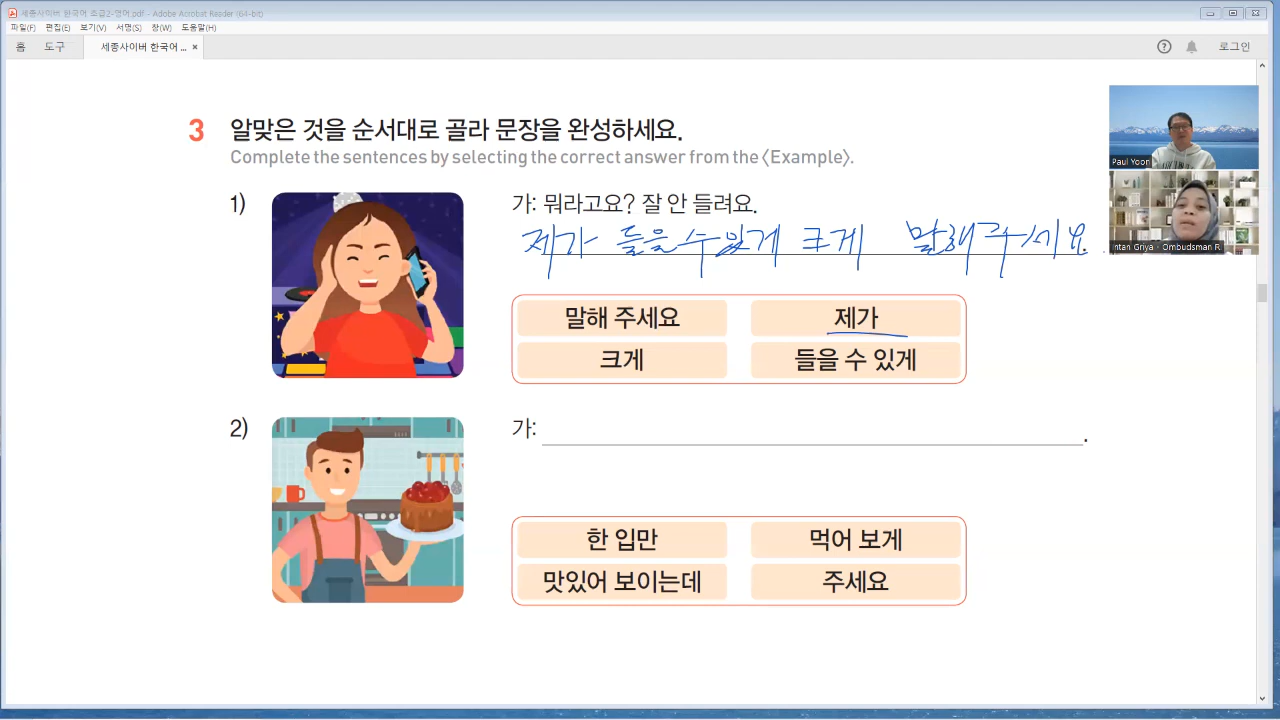 세종사이버 한국어 초급2-영어.pdf - Adobe Acrobat Reader (64-bit)
파일(F) 편집(E) 보기(V) 서명(S) 창(W) 도움말(H)
홈 도구 세종사이버 한국어 ... × 로그인
3 알맞은 것을 순서대로 골라 문장을 완성하세요.
Complete the sentences by selecting the correct answer from the 〈Example〉.
1)
가: 뭐라고요? 잘 안 들려요.
제가 들을 수 있게 크게 말해 주세요.
말해 주세요 제가
크게 들을 수 있게
2)
가: .
한 입만 먹어 보게
맛있어 보이는데 주세요
Paul Yoon
Intan Griya - Ombudsman R.